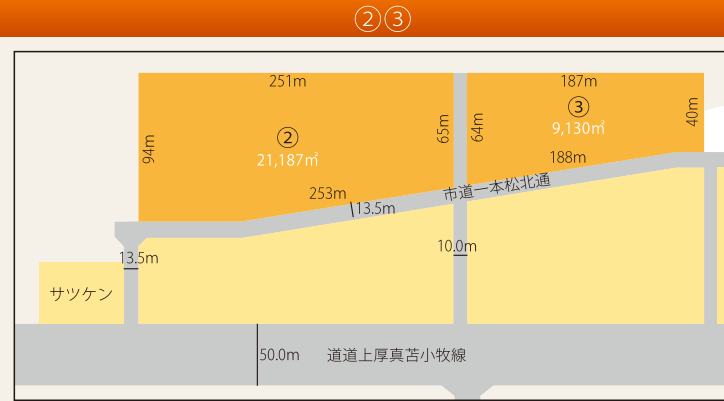 ②③
251m
187m
94m
②
21,187㎡
65m
64m
③
9,130㎡
40m
188m
253m
13.5m
市道一本松北通
13.5m
10.0m
サツケン
50.0m
道道上厚真苫小牧線